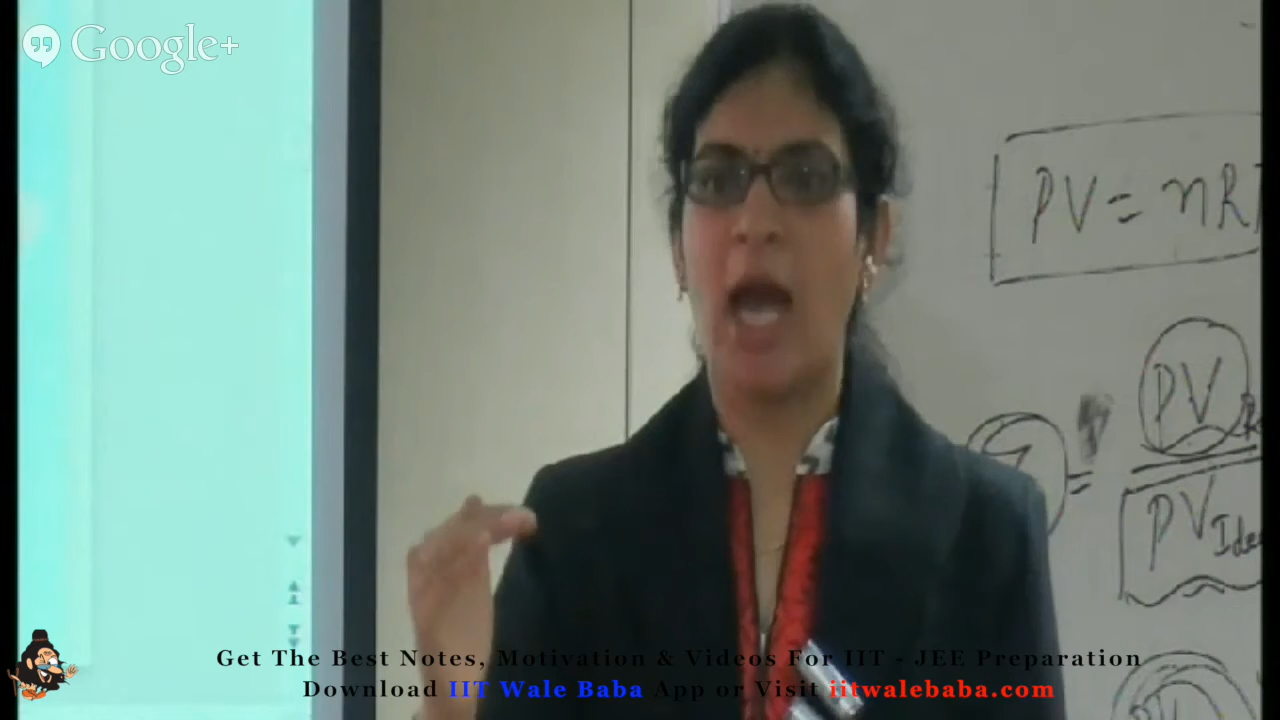 Google+
PV = nR
PV
Z =
PV Ide
Get The Best Notes, Motivation & Videos For IIT - JEE Preparation
Download IIT Wale Baba App or Visit iitwalebaba.com